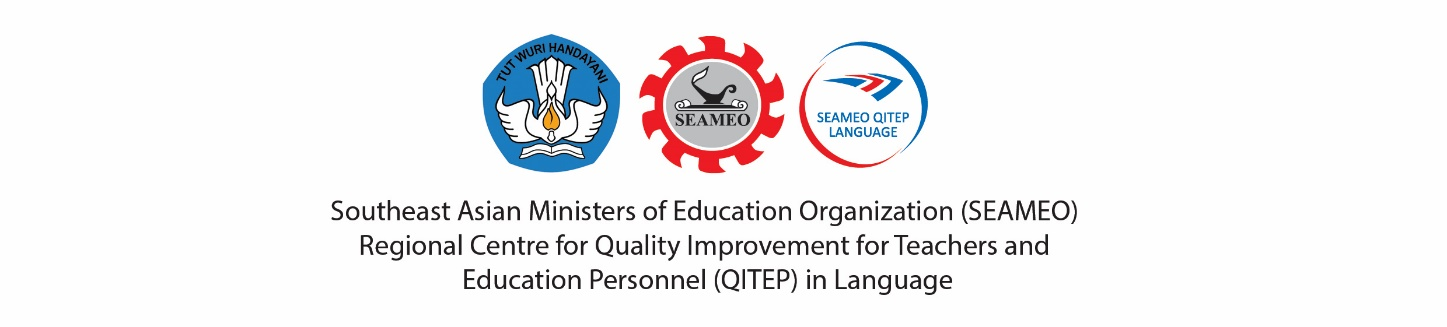 TUT WURI HANDAYANI
SEAMEO
SEAMEO QITEP
LANGUAGE
Southeast Asian Ministers of Education Organization (SEAMEO)
Regional Centre for Quality Improvement for Teachers and
Education Personnel (QITEP) in Language